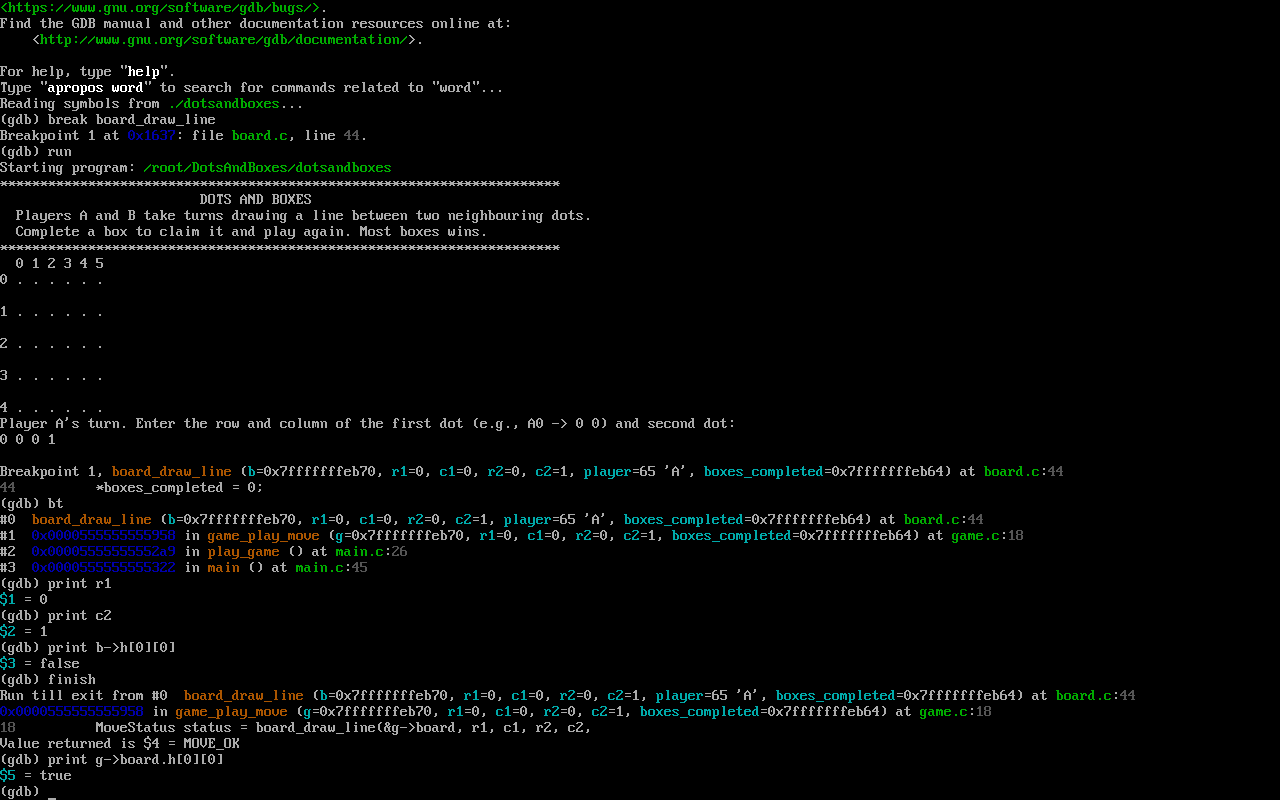 <https://www.gnu.org/software/gdb/bugs/>.
Find the GDB manual and other documentation resources online at:
    <http://www.gnu.org/software/gdb/documentation/>.

For help, type "help".
Type "apropos word" to search for commands related to "word"...
Reading symbols from ./dotsandboxes...
(gdb) break board_draw_line
Breakpoint 1 at 0x1637: file board.c, line 44.
(gdb) run
Starting program: /root/DotsAndBoxes/dotsandboxes
**********************************************************************
                         DOTS AND BOXES
  Players A and B take turns drawing a line between two neighbouring dots.
  Complete a box to claim it and play again. Most boxes wins.
**********************************************************************
  0 1 2 3 4 5
0 . . . . . .

1 . . . . . .

2 . . . . . .

3 . . . . . .

4 . . . . . .
Player A's turn. Enter the row and column of the first dot (e.g., A0 -> 0 0) and second dot:
0 0 0 1

Breakpoint 1, board_draw_line (b=0x7fffffffeb70, r1=0, c1=0, r2=0, c2=1, player=65 'A', boxes_completed=0x7fffffffeb64) at board.c:44
44          *boxes_completed = 0;
(gdb) bt
#0  board_draw_line (b=0x7fffffffeb70, r1=0, c1=0, r2=0, c2=1, player=65 'A', boxes_completed=0x7fffffffeb64) at board.c:44
#1  0x0000555555555958 in game_play_move (g=0x7fffffffeb70, r1=0, c1=0, r2=0, c2=1, boxes_completed=0x7fffffffeb64) at game.c:18
#2  0x00005555555552a9 in play_game () at main.c:26
#3  0x0000555555555322 in main () at main.c:45
(gdb) print r1
$1 = 0
(gdb) print c2
$2 = 1
(gdb) print b->h[0][0]
$3 = false
(gdb) finish
Run till exit from #0  board_draw_line (b=0x7fffffffeb70, r1=0, c1=0, r2=0, c2=1, player=65 'A', boxes_completed=0x7fffffffeb64) at board.c:44
0x0000555555555958 in game_play_move (g=0x7fffffffeb70, r1=0, c1=0, r2=0, c2=1, boxes_completed=0x7fffffffeb64) at game.c:18
18          MoveStatus status = board_draw_line(&g->board, r1, c1, r2, c2,
Value returned is $4 = MOVE_OK
(gdb) print g->board.h[0][0]
$5 = true
(gdb) _